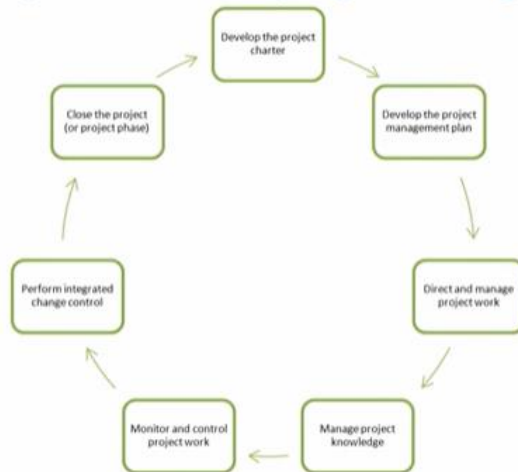 Develop the project
charter
Develop the project
management plan
Direct and manage
project work
Manage project
knowledge
Monitor and control
project work
Perform integrated
change control
Close the project
(or project phase)